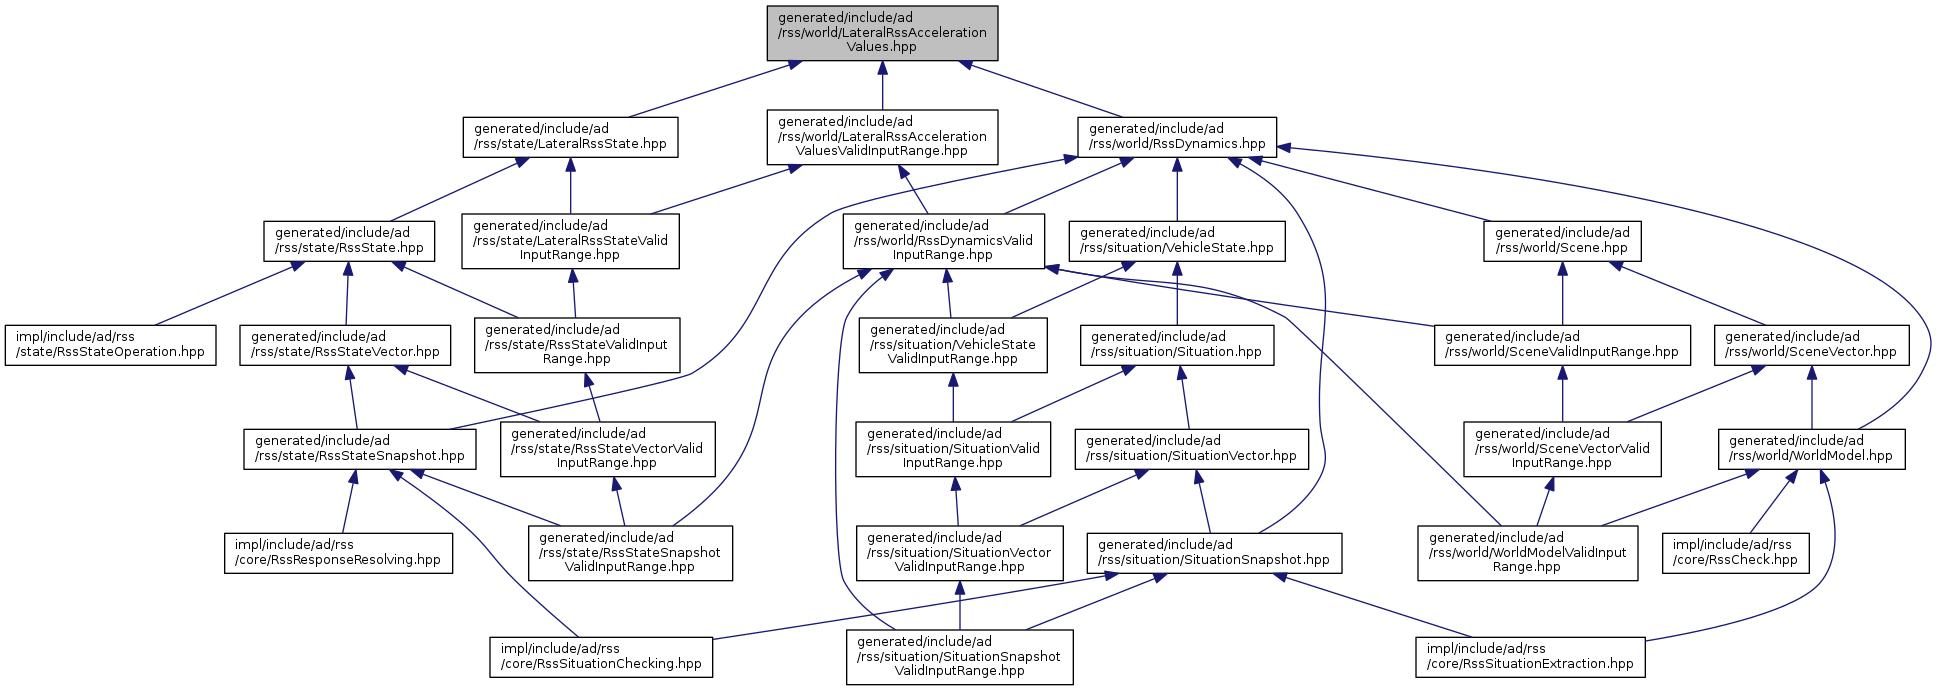 generated/include/ad
/rss/world/LateralRssAcceleration
Values.hpp
generated/include/ad
/rss/state/LateralRssState.hpp
generated/include/ad
/rss/world/LateralRssAcceleration
ValuesValidInputRange.hpp
generated/include/ad
/rss/world/RssDynamics.hpp
generated/include/ad
/rss/state/RssState.hpp
generated/include/ad
/rss/state/LateralRssStateValid
InputRange.hpp
generated/include/ad
/rss/world/RssDynamicsValid
InputRange.hpp
generated/include/ad
/rss/situation/VehicleState.hpp
generated/include/ad
/rss/world/Scene.hpp
impl/include/ad/rss
/state/RssStateOperation.hpp
generated/include/ad
/rss/state/RssStateVector.hpp
generated/include/ad
/rss/state/RssStateValidInput
Range.hpp
generated/include/ad
/rss/situation/VehicleState
ValidInputRange.hpp
generated/include/ad
/rss/situation/Situation.hpp
generated/include/ad
/rss/world/SceneValidInputRange.hpp
generated/include/ad
/rss/world/SceneVector.hpp
generated/include/ad
/rss/state/RssStateSnapshot.hpp
generated/include/ad
/rss/state/RssStateVectorValid
InputRange.hpp
generated/include/ad
/rss/situation/SituationValid
InputRange.hpp
generated/include/ad
/rss/situation/SituationVector.hpp
generated/include/ad
/rss/world/SceneVectorValid
InputRange.hpp
generated/include/ad
/rss/world/WorldModel.hpp
impl/include/ad/rss
/core/RssResponseResolving.hpp
generated/include/ad
/rss/state/RssStateSnapshot
ValidInputRange.hpp
generated/include/ad
/rss/situation/SituationVector
ValidInputRange.hpp
generated/include/ad
/rss/situation/SituationSnapshot.hpp
generated/include/ad
/rss/world/WorldModelValidInput
Range.hpp
impl/include/ad/rss
/core/RssCheck.hpp
impl/include/ad/rss
/core/RssSituationChecking.hpp
generated/include/ad
/rss/situation/SituationSnapshot
ValidInputRange.hpp
impl/include/ad/rss
/core/RssSituationExtraction.hpp